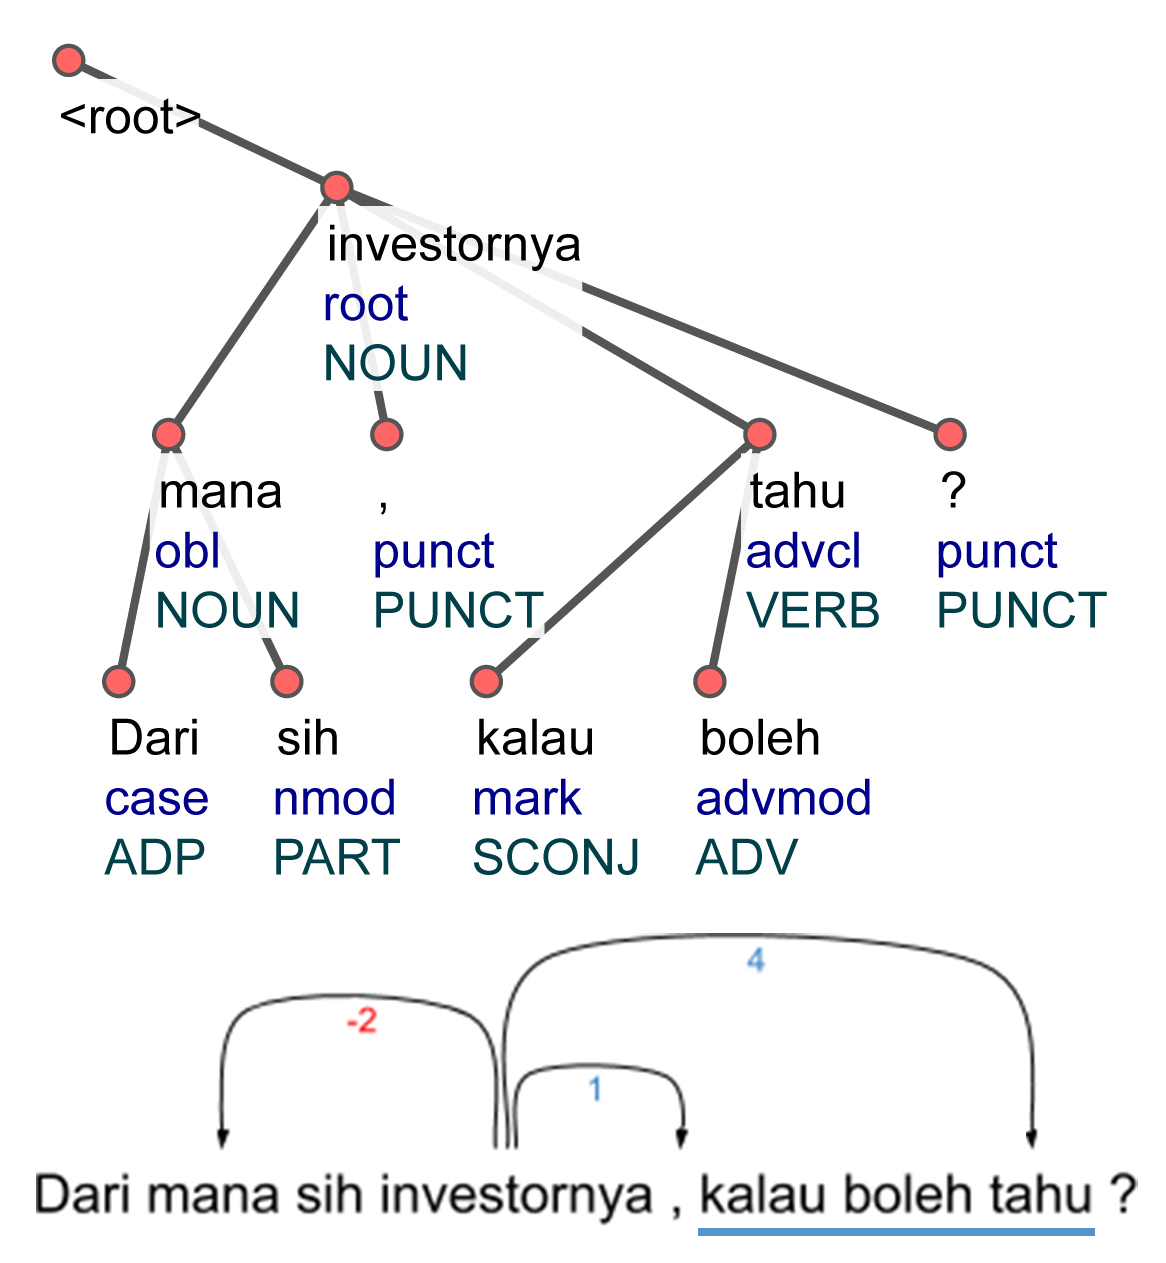 <root>
investornya
root
NOUN
mana , tahu ?
obl punct advcl punct
NOUN PUNCT VERB PUNCT
Dari sih kalau boleh
case nmod mark advmod
ADP PART SCONJ ADV
4
-2
1
Dari mana sih investornya , kalau boleh tahu ?